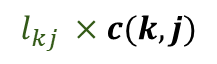 l_{kj} × c(k,j)